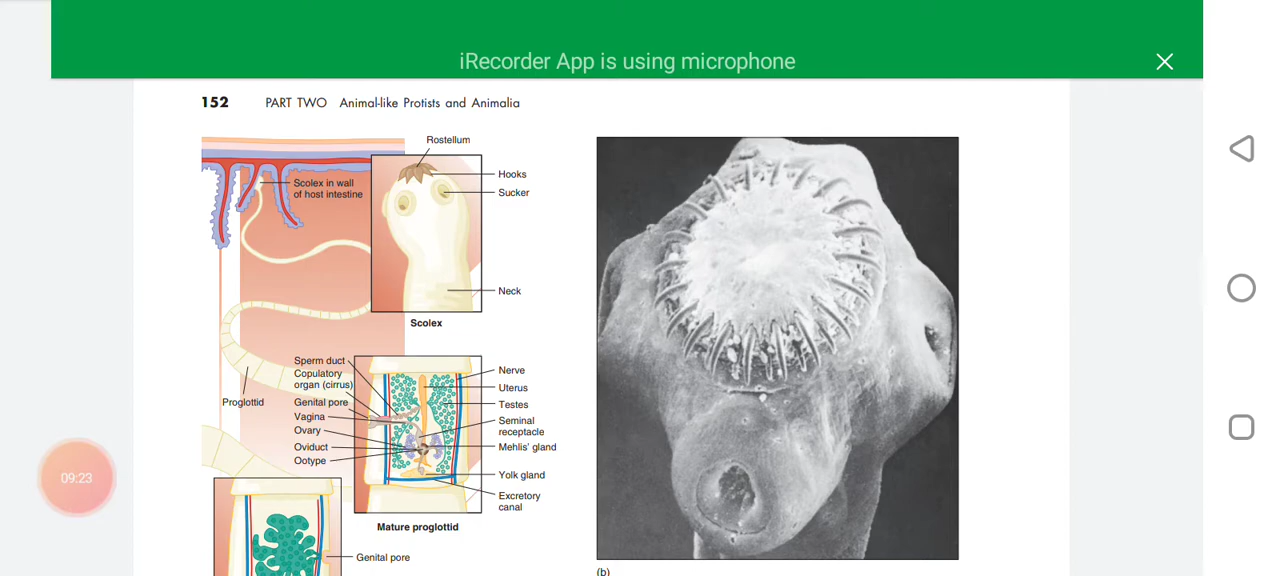 iRecorder App is using microphone
152 PART TWO Animal-like Protists and Animalia
Rostellum
Scolex in wall
of host intestine
Hooks
Sucker
Neck
Scolex
Sperm duct
Copulatory
organ (cirrus)
Genital pore
Vagina
Ovary
Oviduct
Ootype
Proglottid
Nerve
Uterus
Testes
Seminal
receptacle
Mehlis' gland
Yolk gland
Excretory
canal
Mature proglottid
Genital pore
(b)
09:23